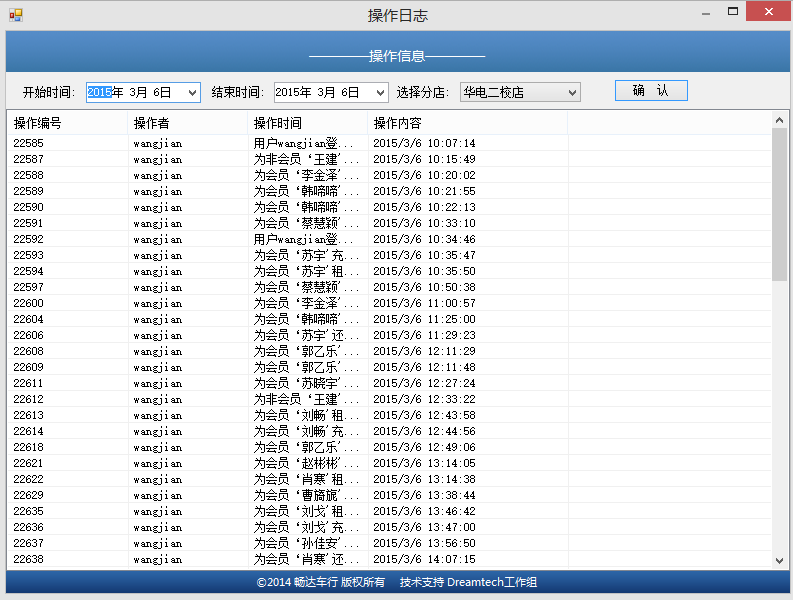 操作日志
————操作信息————
开始时间: 2015年 3月 6日 结束时间: 2015年 3月 6日 选择分店: 华电二校店 确 认
操作编号 操作者 操作时间 操作内容
22585 wangjian 用户wangjian登... 2015/3/6 10:07:14
22587 wangjian 为非会员‘王建’... 2015/3/6 10:15:49
22588 wangjian 为会员‘李金泽’... 2015/3/6 10:20:02
22589 wangjian 为会员‘韩啼啼’... 2015/3/6 10:21:55
22590 wangjian 为会员‘韩啼啼’... 2015/3/6 10:22:13
22591 wangjian 为会员‘蔡慧颖’... 2015/3/6 10:33:10
22592 wangjian 用户wangjian登... 2015/3/6 10:34:46
22593 wangjian 为会员‘苏宇’充... 2015/3/6 10:35:47
22594 wangjian 为会员‘苏宇’租... 2015/3/6 10:35:50
22597 wangjian 为会员‘蔡慧颖’... 2015/3/6 10:50:38
22600 wangjian 为会员‘李金泽’... 2015/3/6 11:00:57
22604 wangjian 为会员‘韩啼啼’... 2015/3/6 11:25:00
22606 wangjian 为会员‘苏宇’还... 2015/3/6 11:29:23
22608 wangjian 为会员‘郭乙乐’... 2015/3/6 12:11:29
22609 wangjian 为会员‘郭乙乐’... 2015/3/6 12:11:48
22611 wangjian 为会员‘苏晓宇’... 2015/3/6 12:27:24
22612 wangjian 为非会员‘王建’... 2015/3/6 12:33:22
22613 wangjian 为会员‘刘畅’租... 2015/3/6 12:43:58
22614 wangjian 为会员‘刘畅’充... 2015/3/6 12:44:56
22618 wangjian 为会员‘郭乙乐’... 2015/3/6 12:49:06
22621 wangjian 为会员‘赵彬彬’... 2015/3/6 13:14:05
22622 wangjian 为会员‘肖寒’租... 2015/3/6 13:14:38
22629 wangjian 为会员‘曹旖旎’... 2015/3/6 13:38:44
22635 wangjian 为会员‘刘戈’租... 2015/3/6 13:46:42
22636 wangjian 为会员‘刘戈’充... 2015/3/6 13:47:00
22637 wangjian 为会员‘孙佳安’... 2015/3/6 13:56:50
22638 wangjian 为会员‘肖寒’还... 2015/3/6 14:07:15
©2014 畅达车行 版权所有 技术支持 Dreamtech工作组